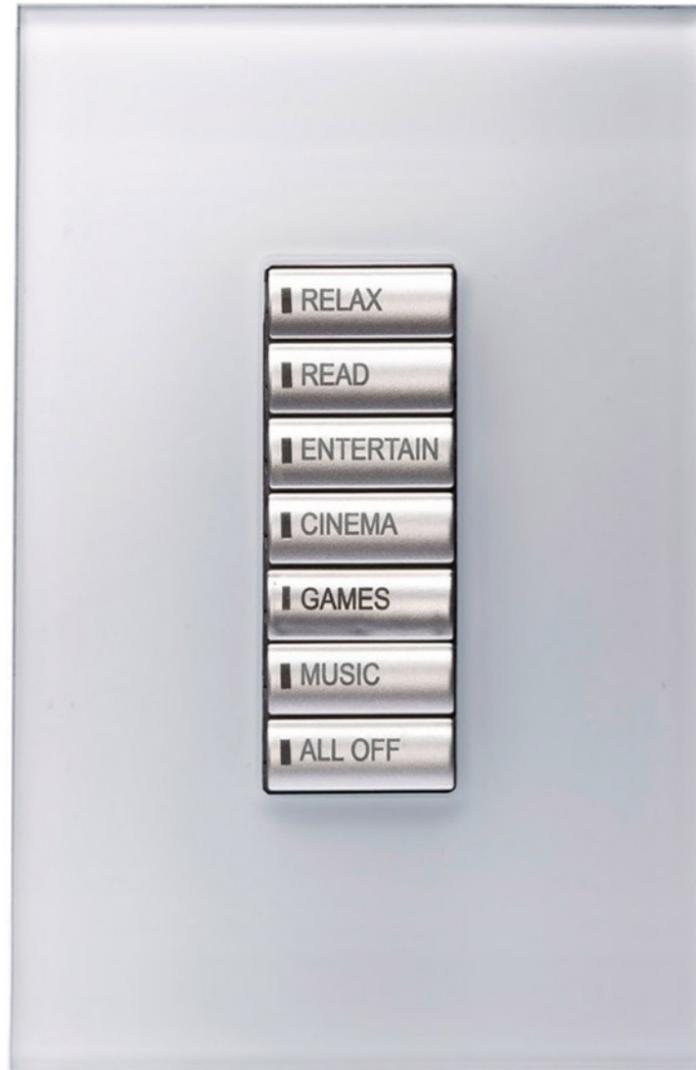 RELAX
READ
ENTERTAIN
CINEMA
GAMES
MUSIC
ALL OFF